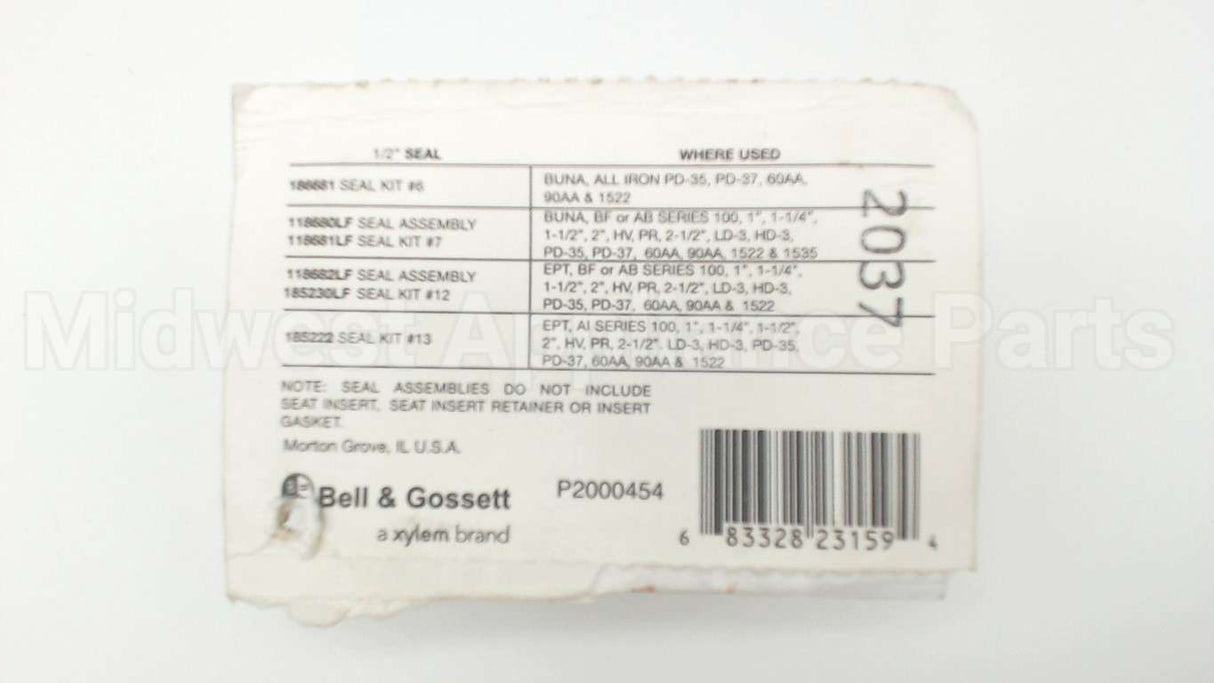 1/2" SEAL WHERE USED
186681 SEAL KIT #6 BUNA, ALL IRON PD-35, PD-37, 60AA,
90AA & 1522
118680LF SEAL ASSEMBLY BUNA, BF or AB SERIES 100, 1", 1-1/4",
118681LF SEAL KIT #7 1-1/2", 2", HV, PR, 2-1/2", LD-3, HD-3,
PD-35, PD-37, 60AA, 90AA, 1522 & 1535
118682LF SEAL ASSEMBLY EPT, BF or AB SERIES 100, 1", 1-1/4",
185230LF SEAL KIT #12 1-1/2", 2", HV, PR, 2-1/2", LD-3, HD-3,
PD-35, PD-37, 60AA, 90AA & 1522
185222 SEAL KIT #13 EPT, AI SERIES 100, 1", 1-1/4", 1-1/2",
2", HV, PR, 2-1/2", LD-3, HD-3, PD-35,
PD-37, 60AA, 90AA & 1522
2037
Midwest Appliance Parts
NOTE: SEAL ASSEMBLIES DO NOT INCLUDE
SEAT INSERT, SEAT INSERT RETAINER OR INSERT
GASKET.
Morton Grove, IL U.S.A.
Bell & Gossett
a xylem brand
P2000454
6 83328 23159 4